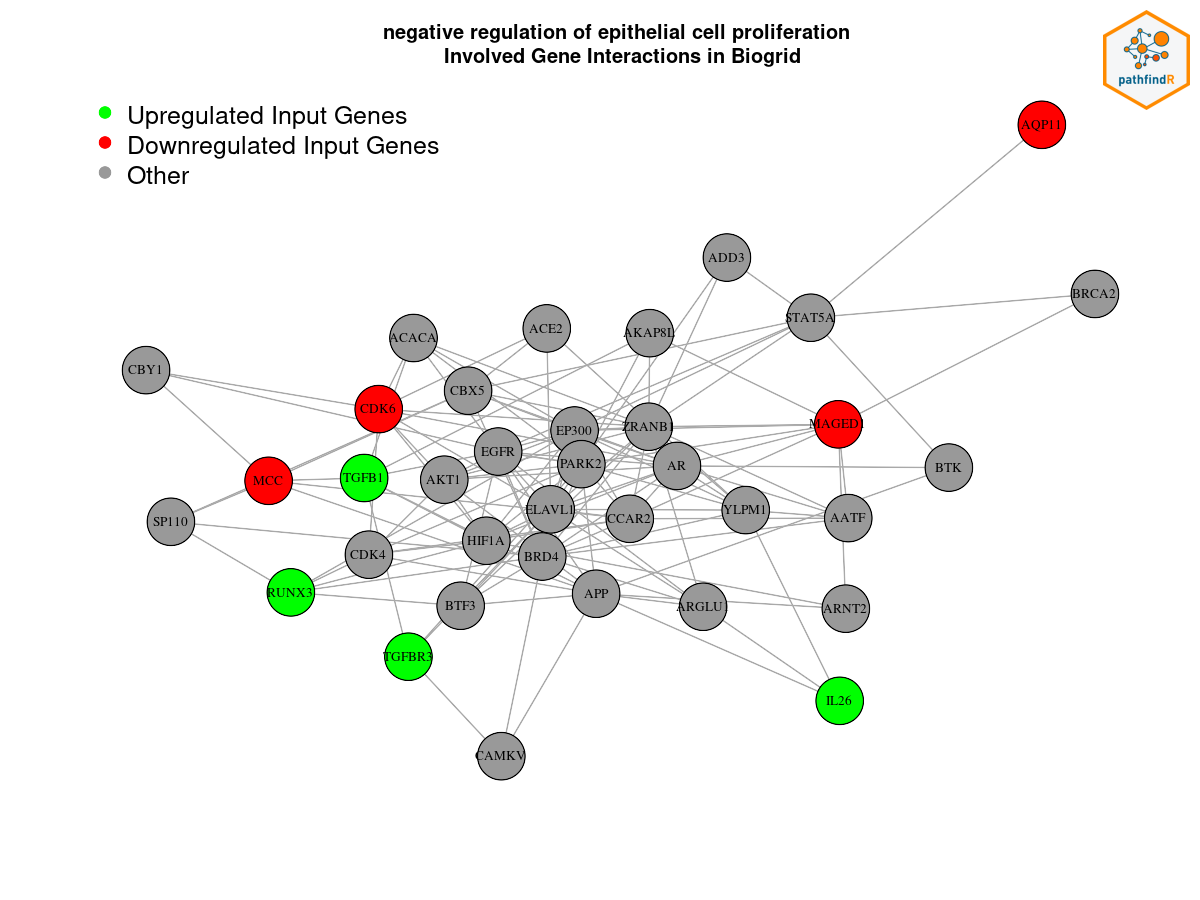 negative regulation of epithelial cell proliferation
Involved Gene Interactions in Biogrid
pathfindR
Upregulated Input Genes
Downregulated Input Genes
Other
AQP11
ADD3
BRCA2
STAT5A
ACE2
AKAP8L
ACACA
CBY1
CBX5
CDK6
MAGED1
EP300
ZRANB1
EGFR
PARK2
AR
BTK
TGFB1
AKT1
MCC
ELAVL1
CCAR2
YLPM1
AATF
SP110
HIF1A
CDK4
BRD4
RUNX3
APP
BTF3
ARGLU
ARNT2
TGFBR3
IL26
CAMKV